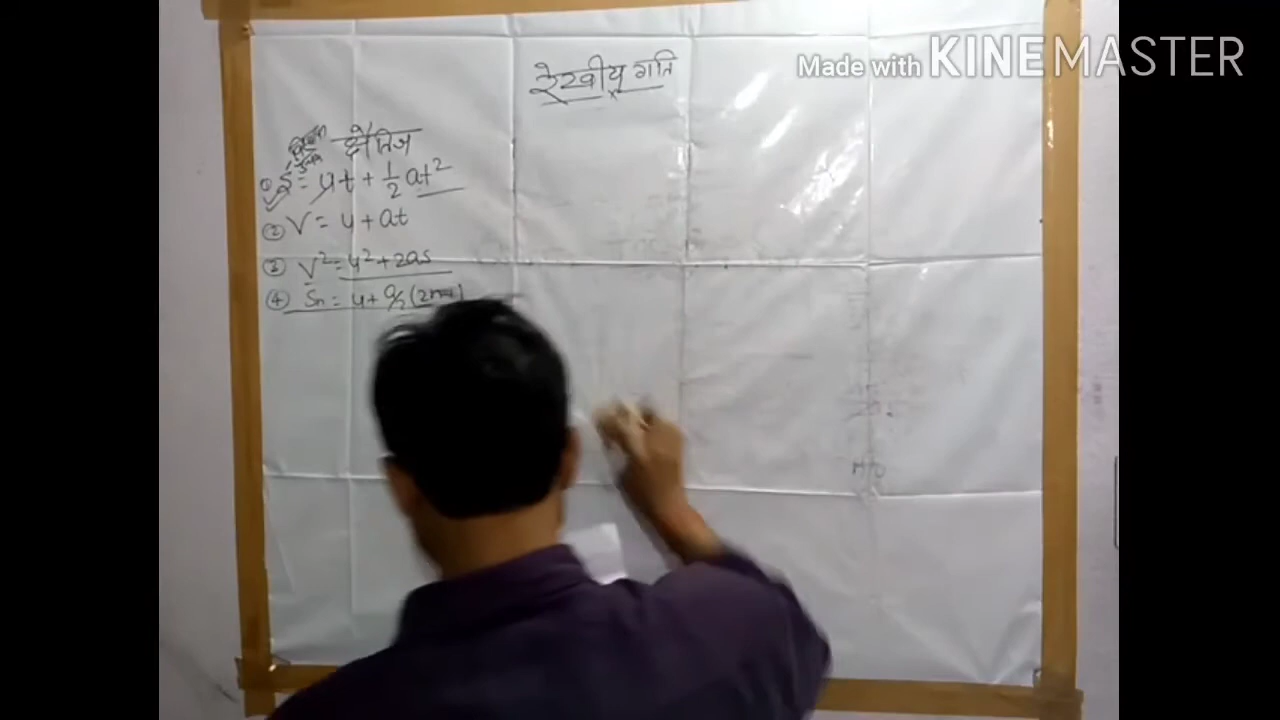 Made with KINEMASTER
रेखीय गति
क्षैतिज
① S = ut + 1/2 at²
② V = u + at
③ V² = u² + 2as
④ Sn = u + a/2 (2n